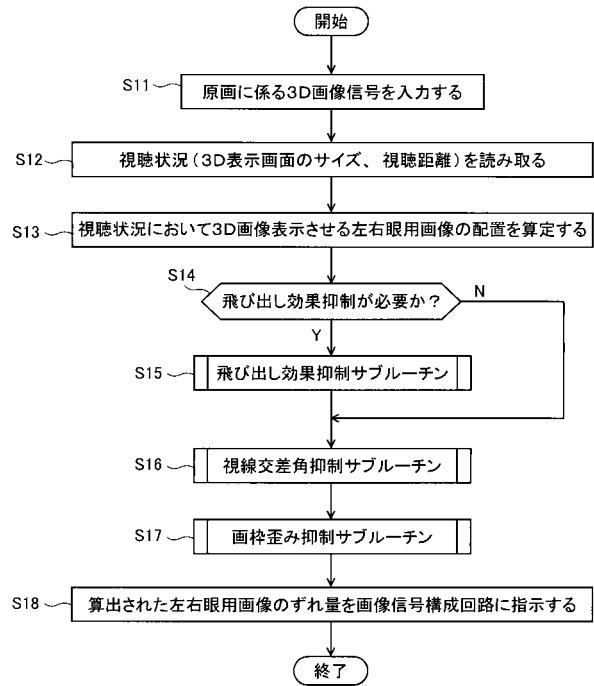 開始
S11
原画に係る3D画像信号を入力する
S12
視聴状況(3D表示画面のサイズ、視聴距離)を読み取る
S13
視聴状況において3D画像表示させる左右眼用画像の配置を算定する
S14
飛び出し効果抑制が必要か?
N
Y
S15
飛び出し効果抑制サブルーチン
S16
視線交差角抑制サブルーチン
S17
画枠歪み抑制サブルーチン
S18
算出された左右眼用画像のずれ量を画像信号構成回路に指示する
終了